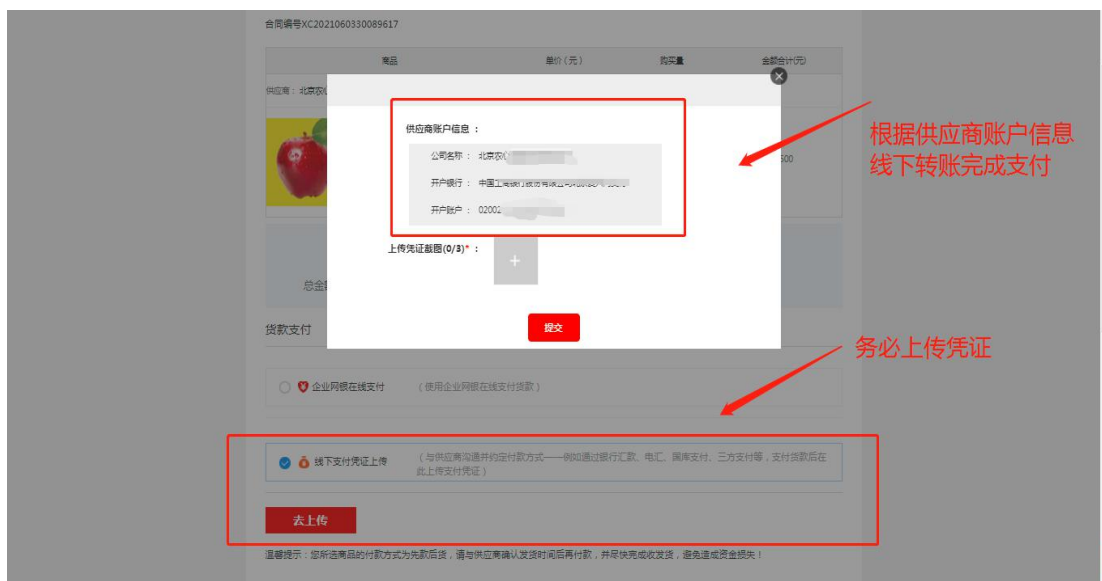 合同编号XC2021060330089617
商品 单价（元） 购买量 金额合计(元)
供应商：北京农
供应商账户信息：
公司名称： 北京农
根据供应商账户信息
线下转账完成支付
开户银行： 中国工商银行股份有限公司北京
开户账户： 02002
上传凭证截图(0/3)*：
+
总金
提交
货款支付
务必上传凭证
企业网银在线支付 （使用企业网银在线支付货款）
线下支付凭证上传 （与供应商沟通并约定付款方式——例如通过银行汇款、电汇、国库支付、三方支付等，支付货款后在
此上传支付凭证）
去上传
温馨提示：您所选商品的付款方式为先款后货，请与供应商确认发货时间后再付款，并尽快完成收发货，避免造成资金损失！